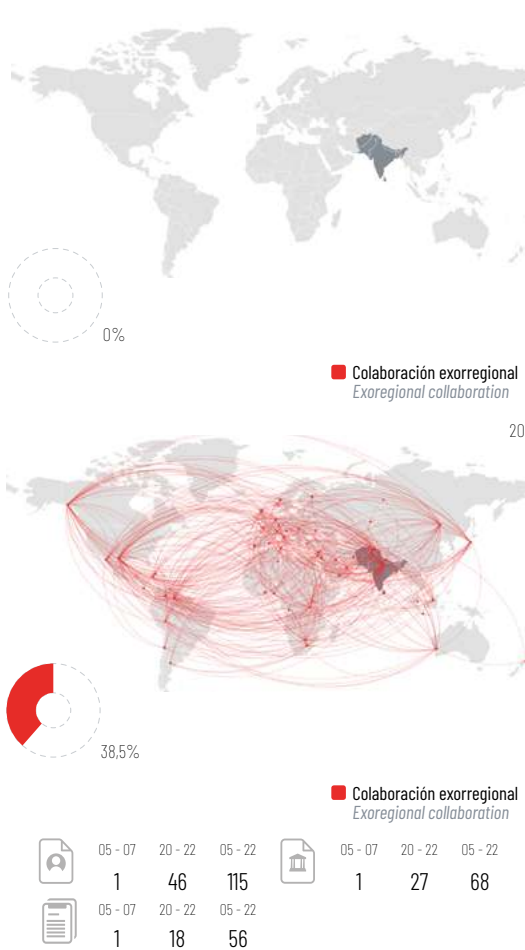 0%
Colaboración exorregional
Exoregional collaboration
20
38,5%
Colaboración exorregional
Exoregional collaboration
05 - 07 20 - 22 05 - 22 05 - 07 20 - 22 05 - 22
1 46 115 1 27 68
05 - 07 20 - 22 05 - 22
1 18 56